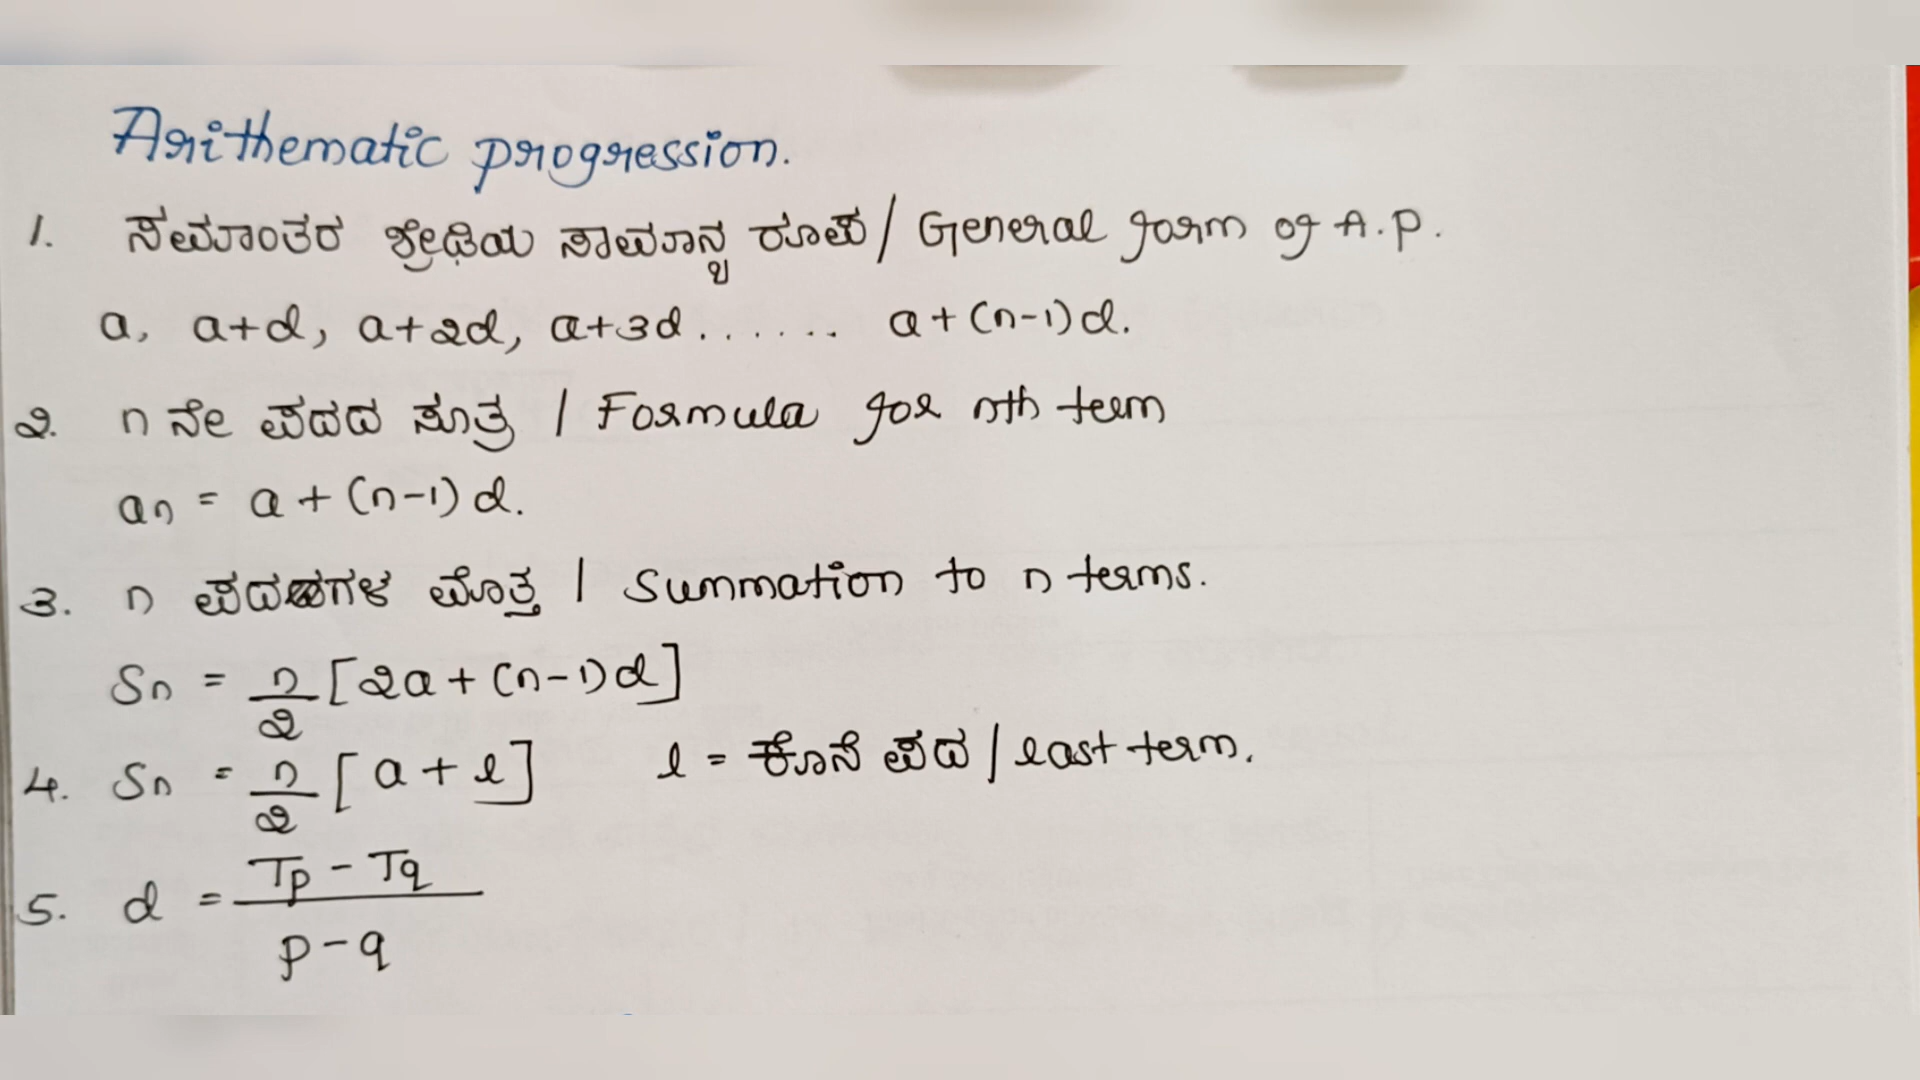 Arithematic progression.
1. ಸಮಾಂತರ ಶ್ರೇಢಿಯ ಸಾಮಾನ್ಯ ರೂಪ / General form of A.P.
a, a+d, a+2d, a+3d...... a+(n-1)d.
2. n ನೇ ಪದದ ಸೂತ್ರ / Formula for nth term
an = a+(n-1)d.
3. n ಪದಗಳ ಮೊತ್ತ / Summation to n terms.
Sn = n/2 [2a+(n-1)d]
4. Sn = n/2 [a+l] l = ಕೊನೆ ಪದ / last term.
5. d = Tp - Tq / p - q